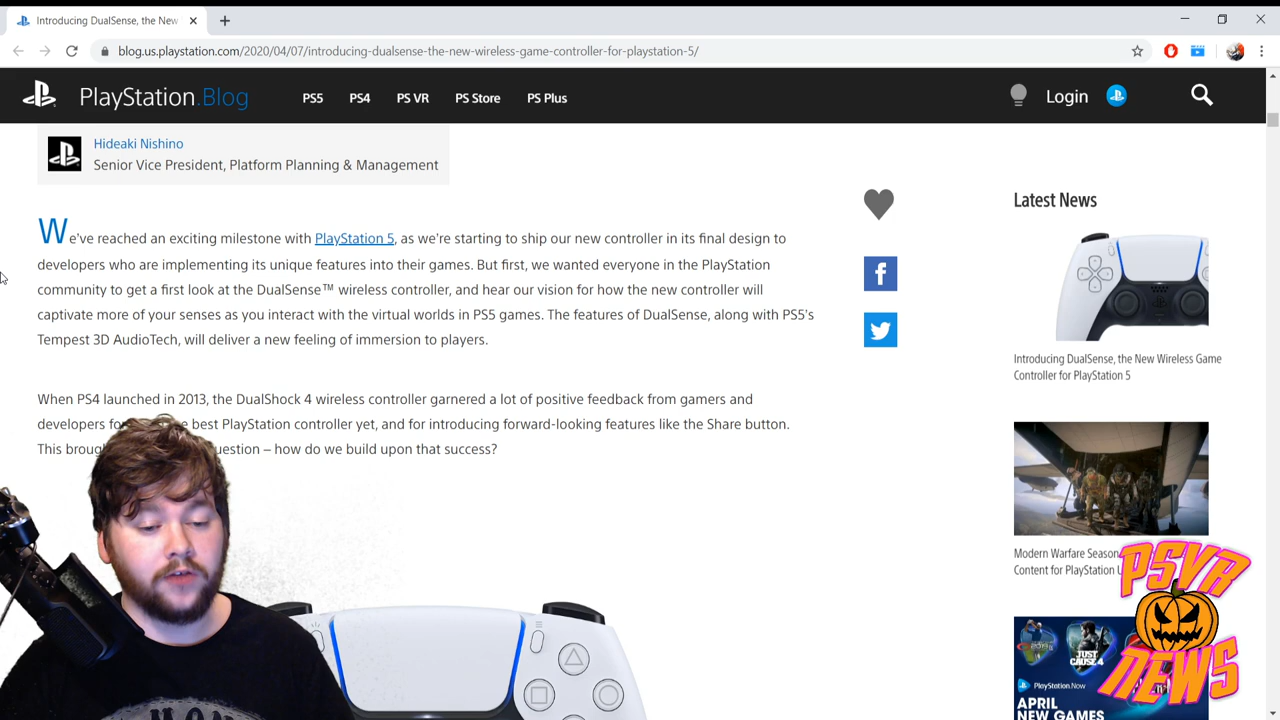 Introducing DualSense, the New
blog.us.playstation.com/2020/04/07/introducing-dualsense-the-new-wireless-game-controller-for-playstation-5/
PlayStation.Blog
PS5 PS4 PS VR PS Store PS Plus
Login
Hideaki Nishino
Senior Vice President, Platform Planning & Management
We've reached an exciting milestone with PlayStation 5, as we're starting to ship our new controller in its final design to
developers who are implementing its unique features into their games. But first, we wanted everyone in the PlayStation
community to get a first look at the DualSense™ wireless controller, and hear our vision for how the new controller will
captivate more of your senses as you interact with the virtual worlds in PS5 games. The features of DualSense, along with PS5's
Tempest 3D AudioTech, will deliver a new feeling of immersion to players.
When PS4 launched in 2013, the DualShock 4 wireless controller garnered a lot of positive feedback from gamers and
developers best PlayStation controller yet, and for introducing forward-looking features like the Share button.
This – how do we build upon that success?
Latest News
Introducing DualSense, the New Wireless Game
Controller for PlayStation 5
Modern Warfare Season
Content for PlayStation
JUST
CAUSE 4
PlayStation.Now
APRIL
NEW GAMES
PSVR
NEWS